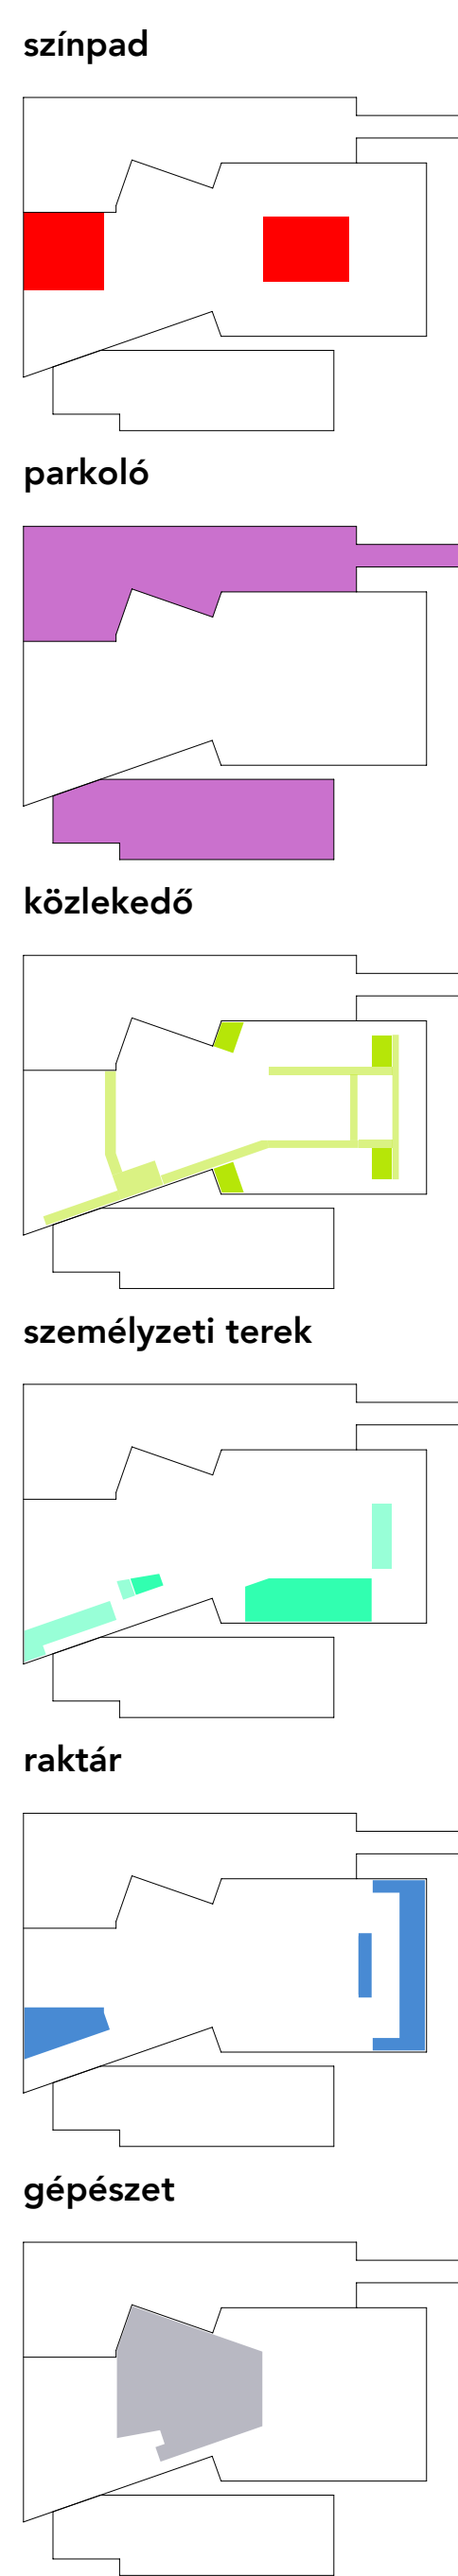 színpad
parkoló
közlekedő
személyzeti terek
raktár
gépészet